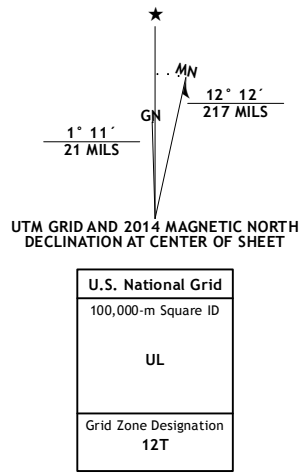 MN
GN
12° 12´
217 MILS
1° 11´
21 MILS
UTM GRID AND 2014 MAGNETIC NORTH
DECLINATION AT CENTER OF SHEET
U.S. National Grid
100,000-m Square ID
UL
Grid Zone Designation
12T